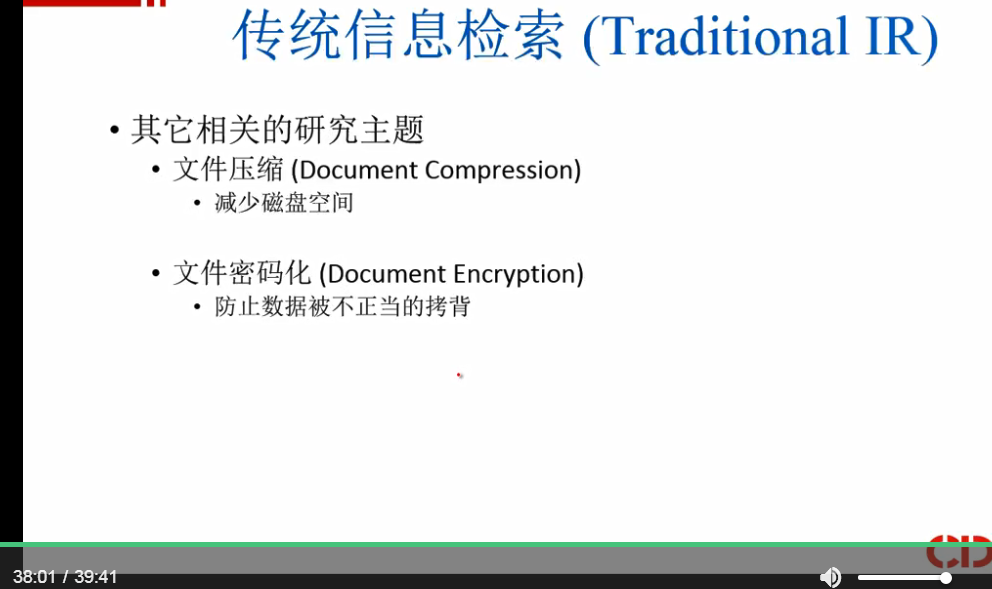 传统信息检索 (Traditional IR)
• 其它相关的研究主题
• 文件压缩 (Document Compression)
• 减少磁盘空间
• 文件密码化 (Document Encryption)
• 防止数据被不正当的拷背
38:01 / 39:41